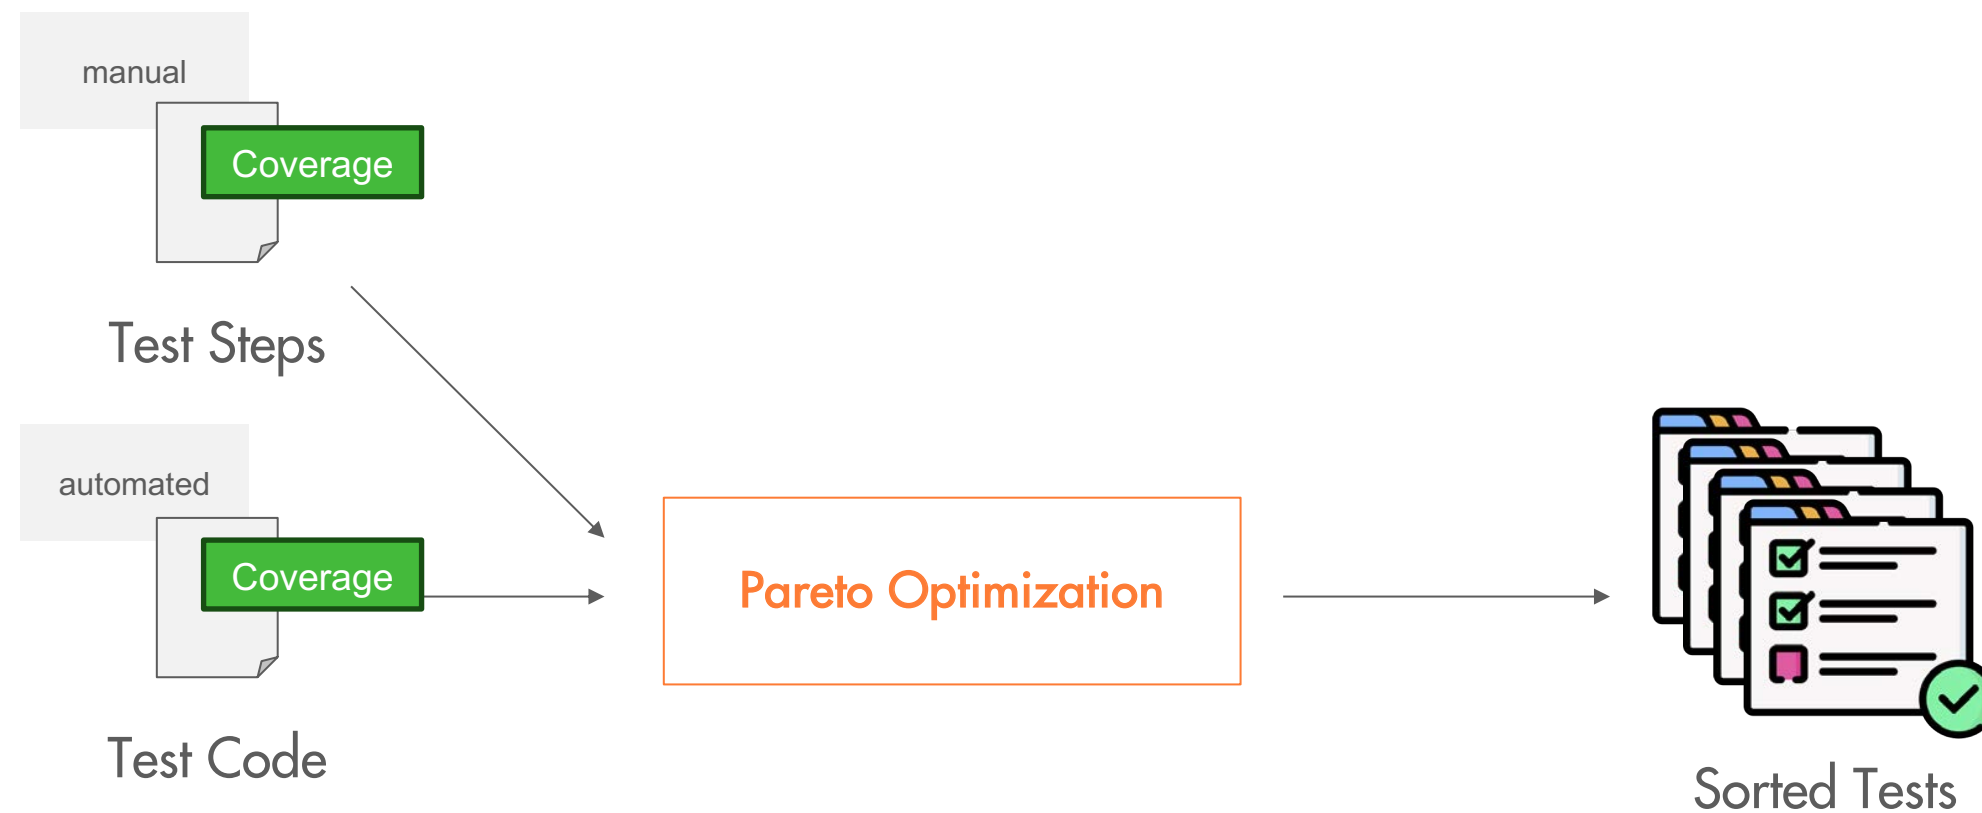 manual
Coverage
Test Steps
automated
Coverage
Test Code
Pareto Optimization
Sorted Tests